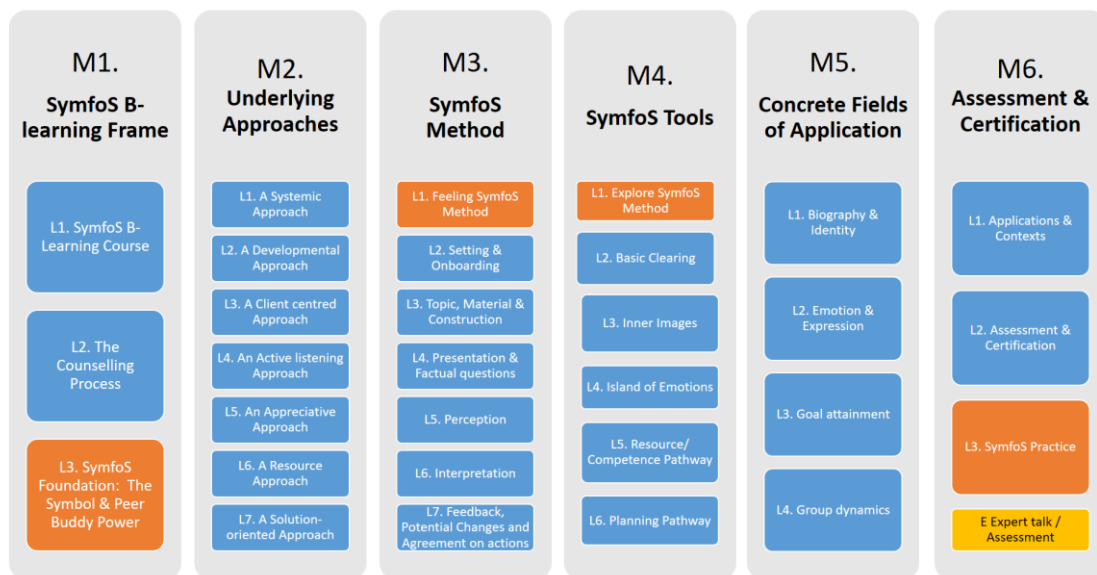 M1.
SymfoS B-
learning Frame
L1. SymfoS B-
Learning Course
L2. The
Counselling
Process
L3. SymfoS
Foundation: The
Symbol & Peer
Buddy Power
M2.
Underlying
Approaches
L1. A Systemic
Approach
L2. A Developmental
Approach
L3. A Client centred
Approach
L4. An Active listening
Approach
L5. An Appreciative
Approach
L6. A Resource
Approach
L7. A Solution-
oriented Approach
M3.
SymfoS
Method
L1. Feeling SymfoS
Method
L2. Setting &
Onboarding
L3. Topic, Material &
Construction
L4. Presentation &
Factual questions
L5. Perception
L6. Interpretation
L7. Feedback,
Potential Changes and
Agreement on actions
M4.
SymfoS Tools
L1. Explore SymfoS
Method
L2. Basic Clearing
L3. Inner Images
L4. Island of Emotions
L5. Resource/
Competence Pathway
L6. Planning Pathway
M5.
Concrete Fields
of Application
L1. Biography &
Identity
L2. Emotion &
Expression
L3. Goal attainment
L4. Group dynamics
M6.
Assessment &
Certification
L1. Applications &
Contexts
L2. Assessment &
Certification
L3. SymfoS Practice
E Expert talk /
Assessment